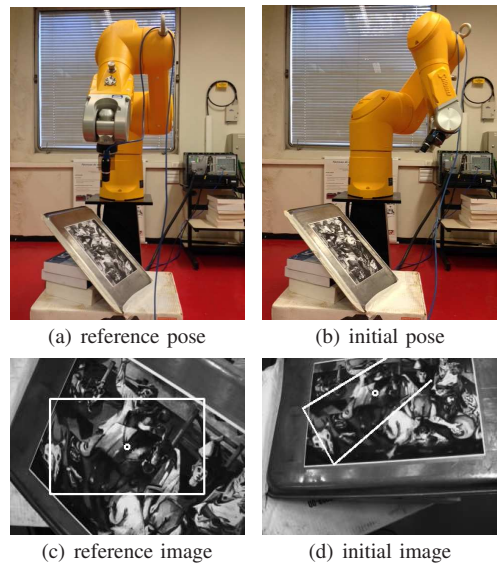 (a) reference pose
(b) initial pose
(c) reference image
(d) initial image